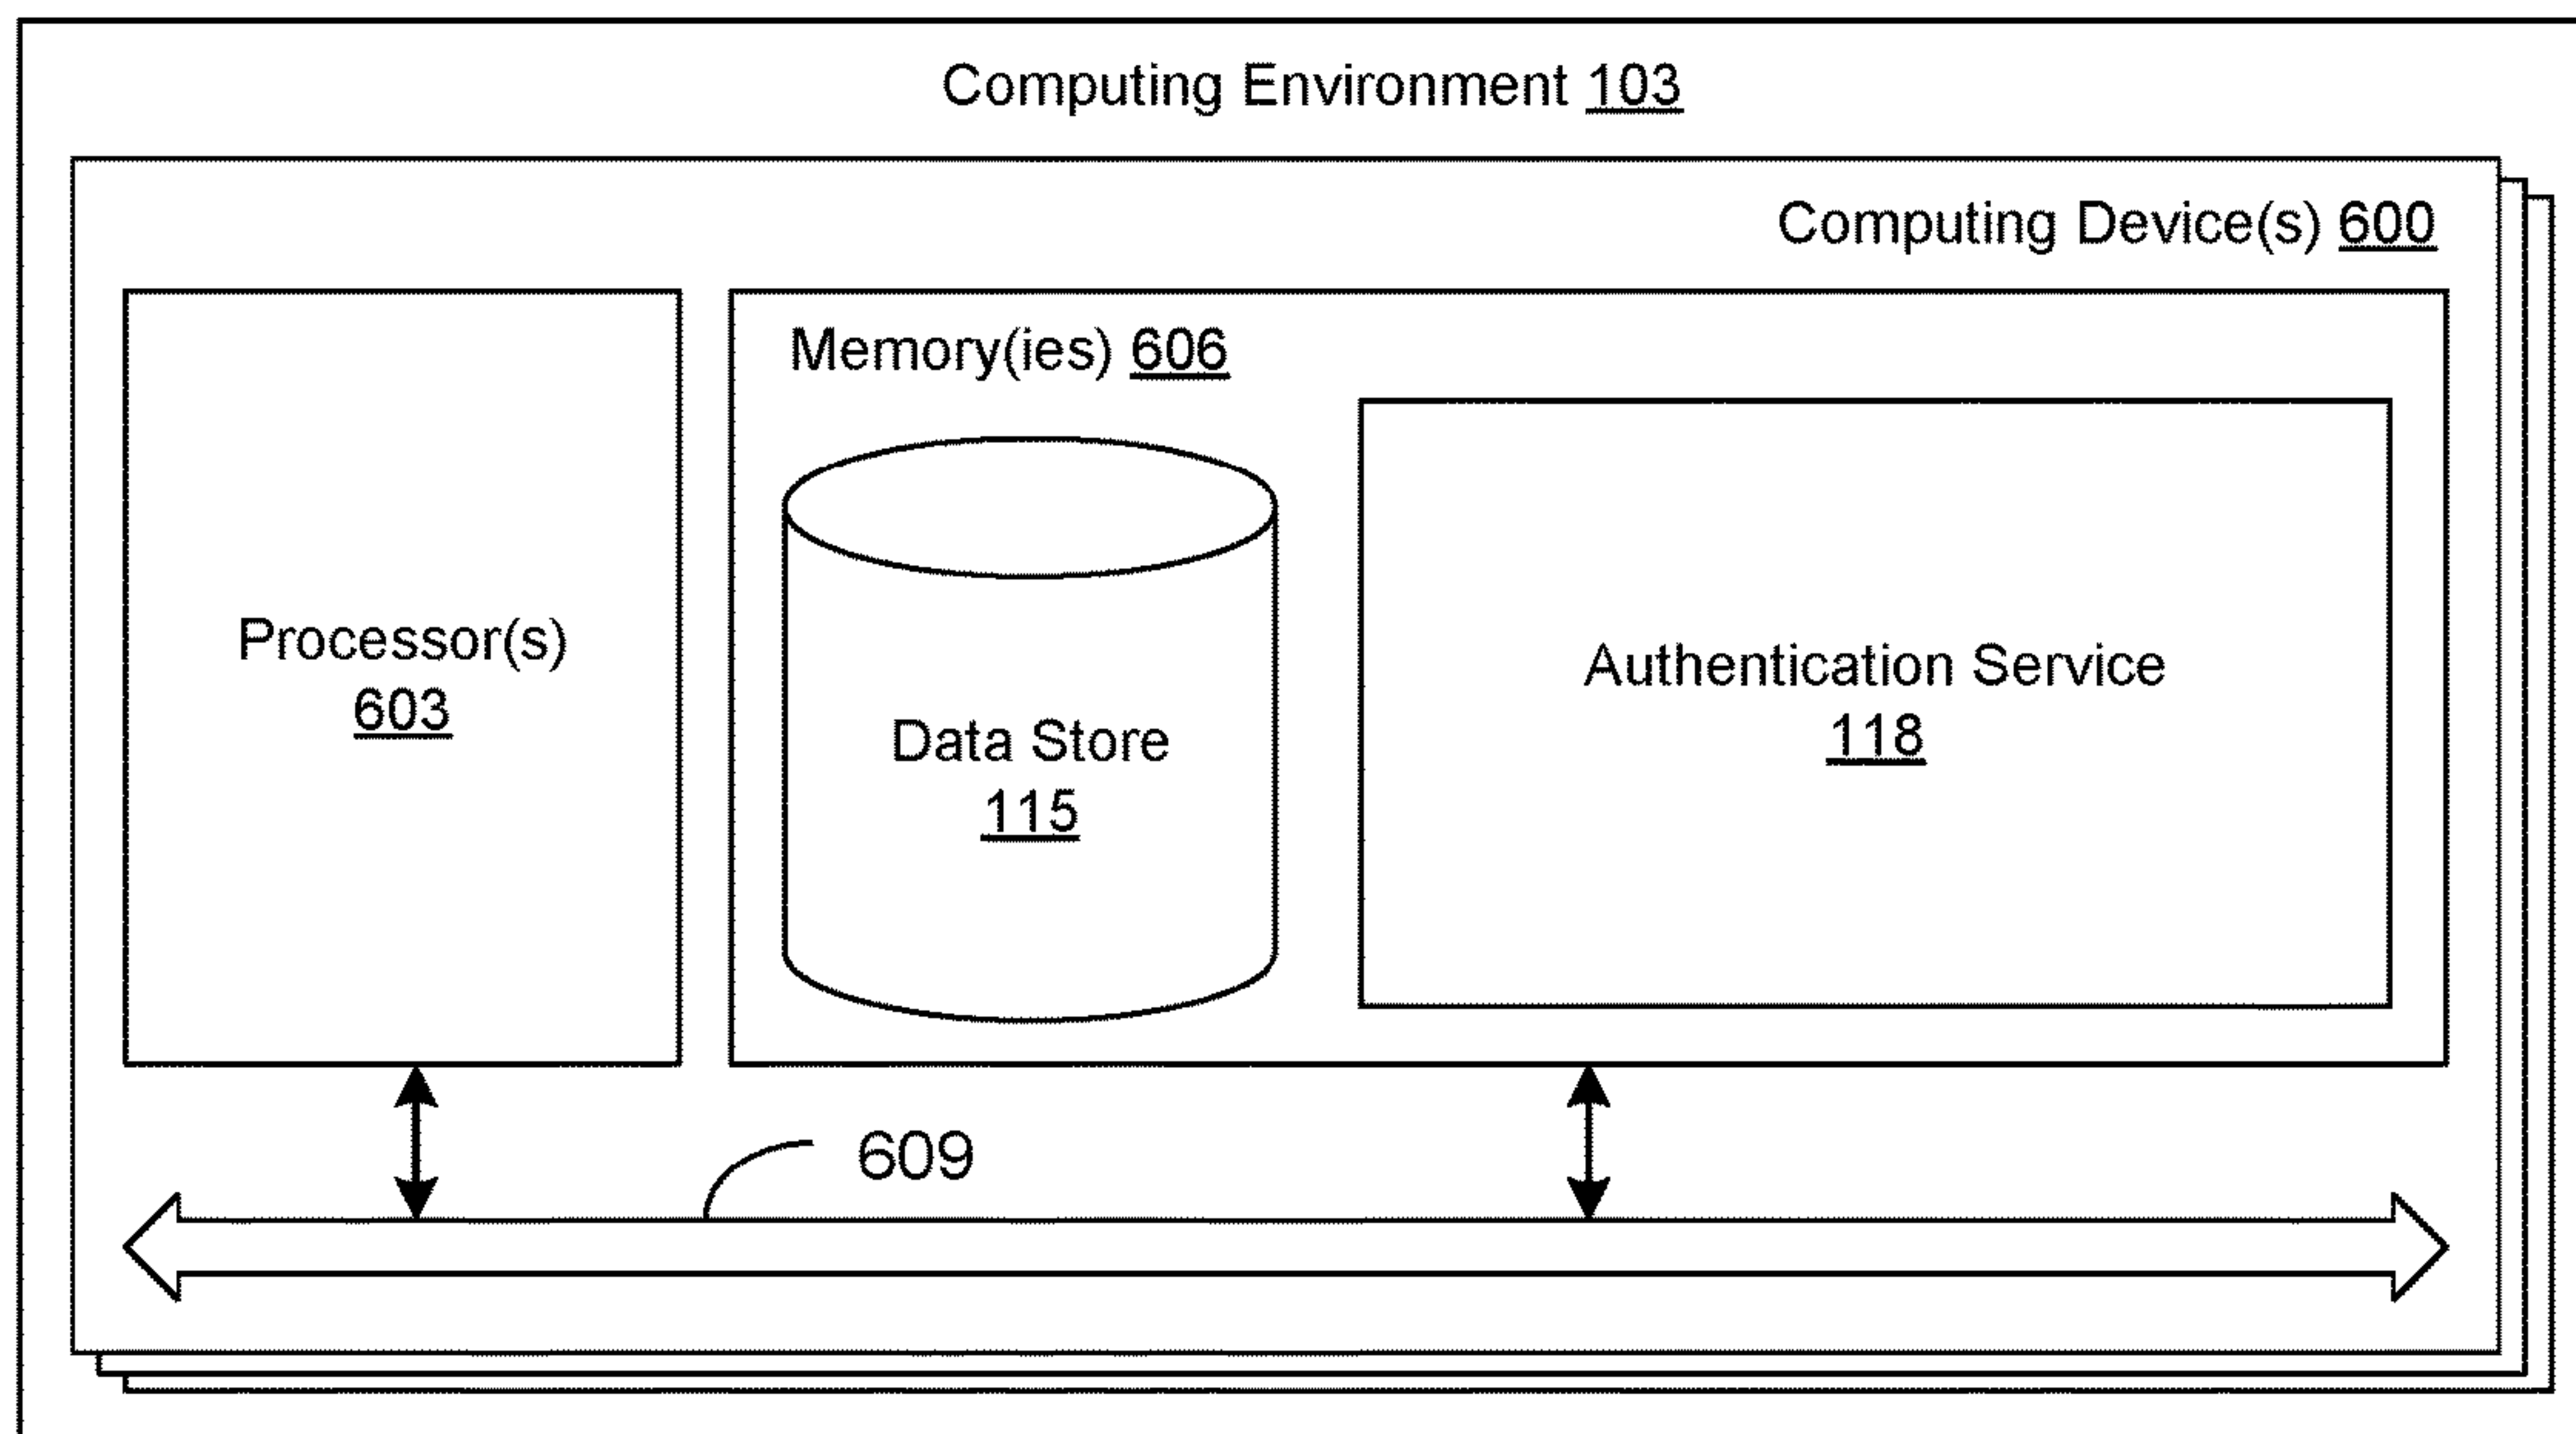 Computing Environment 103
Computing Device(s) 600
Memory(ies) 606
Processor(s)
603
Data Store
115
Authentication Service
118
609